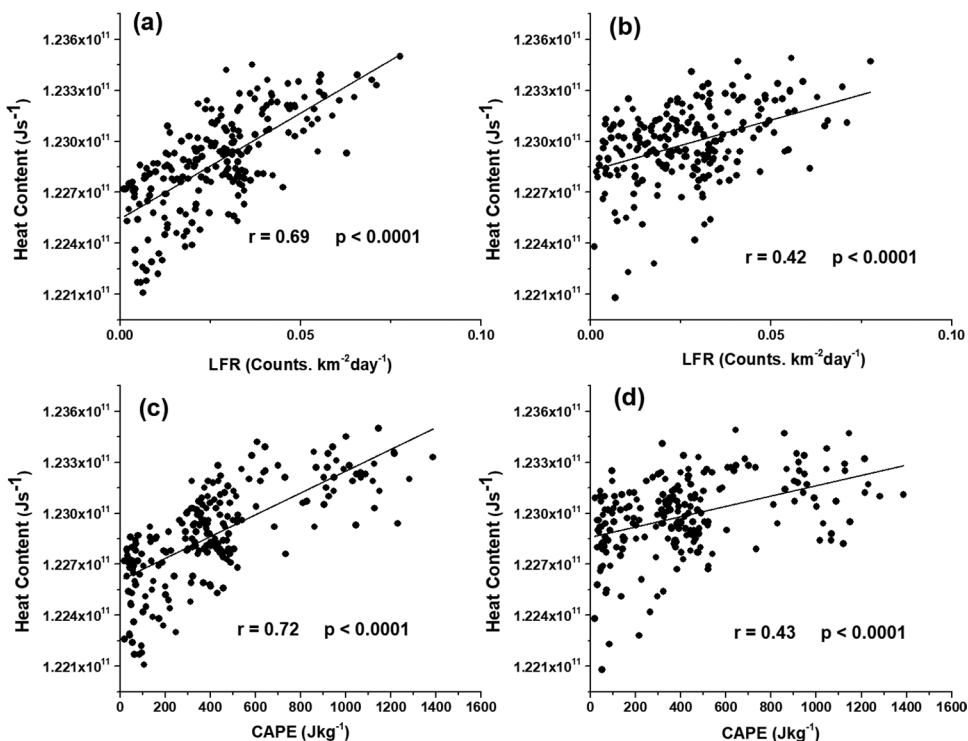 (a)
Heat Content (Js⁻¹)
1.236x10¹¹
1.233x10¹¹
1.230x10¹¹
1.227x10¹¹
1.224x10¹¹
1.221x10¹¹
r = 0.69 p < 0.0001
0.00 0.05 0.10
LFR (Counts. km⁻²day⁻¹)
(b)
Heat Content (Js⁻¹)
1.236x10¹¹
1.233x10¹¹
1.230x10¹¹
1.227x10¹¹
1.224x10¹¹
1.221x10¹¹
r = 0.42 p < 0.0001
0.00 0.05 0.10
LFR (Counts. km⁻²day⁻¹)
(c)
Heat Content (Js⁻¹)
1.236x10¹¹
1.233x10¹¹
1.230x10¹¹
1.227x10¹¹
1.224x10¹¹
1.221x10¹¹
r = 0.72 p < 0.0001
0 200 400 600 800 1000 1200 1400 1600
CAPE (Jkg⁻¹)
(d)
Heat Content (Js⁻¹)
1.236x10¹¹
1.233x10¹¹
1.230x10¹¹
1.227x10¹¹
1.224x10¹¹
1.221x10¹¹
r = 0.43 p < 0.0001
0 200 400 600 800 1000 1200 1400 1600
CAPE (Jkg⁻¹)